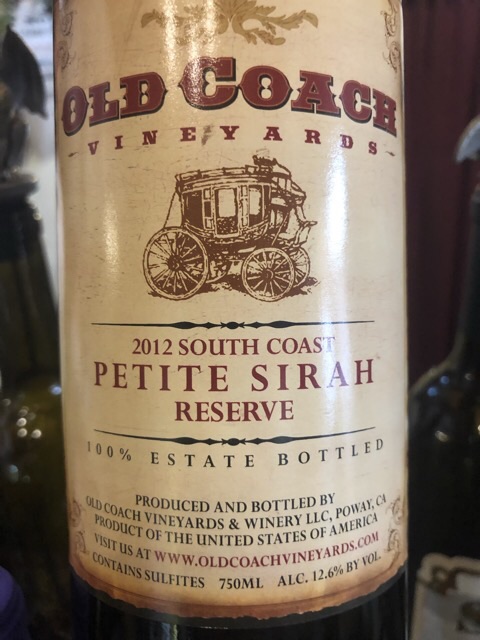 OLD COACH
VINEYARDS
2012 SOUTH COAST
PETITE SIRAH
RESERVE
100% ESTATE BOTTLED
PRODUCED AND BOTTLED BY
OLD COACH VINEYARDS & WINERY LLC, POWAY, CA
PRODUCT OF THE UNITED STATES OF AMERICA
VISIT US AT WWW.OLDCOACHVINEYARDS.COM
CONTAINS SULFITES 750ML ALC. 12.6% BY VOL.